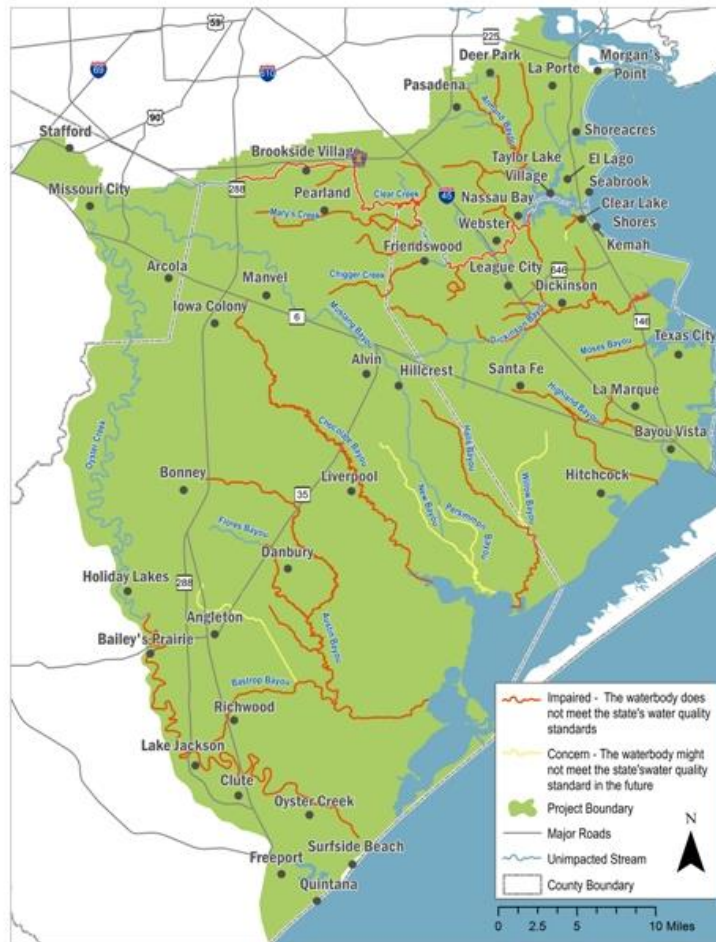 59
225
Deer Park
La Porte
Morgan's
Point
69
610
Pasadena
Armand Bayou
90
Stafford
Shoreacres
Brookside Village
Taylor Lake
Village
El Lago
Missouri City
288
Clear Creek
45
Seabrook
Pearland
Nassau Bay
Clear Lake
Shores
Mary's Creek
Webster
Kemah
Friendswood
Arcola
Manvel
Chigger Creek
League City
646
Iowa Colony
Dickinson
6
Mustang Bayou
Dickinson Bayou
146
Texas City
Moses Bayou
Alvin
Hillcrest
Santa Fe
La Marque
Highland Bayou
Oyster Creek
Chocolate Bayou
Halls Bayou
Bayou Vista
Bonney
Liverpool
Hitchcock
35
New Bayou
Persimmon
Bayou
Willow Bayou
Flores Bayou
Danbury
Holiday Lakes
288
Angleton
Austin Bayou
Bailey's Prairie
Bastrop Bayou
Richwood
Lake Jackson
Clute
Oyster Creek
Surfside Beach
Freeport
Quintana
Impaired - The waterbody does
not meet the state's water quality
standards
Concern - The waterbody might
not meet the state'swater quality
standard in the future
Project Boundary
Major Roads
Unimpacted Stream
County Boundary
N
0 2.5 5 10 Miles